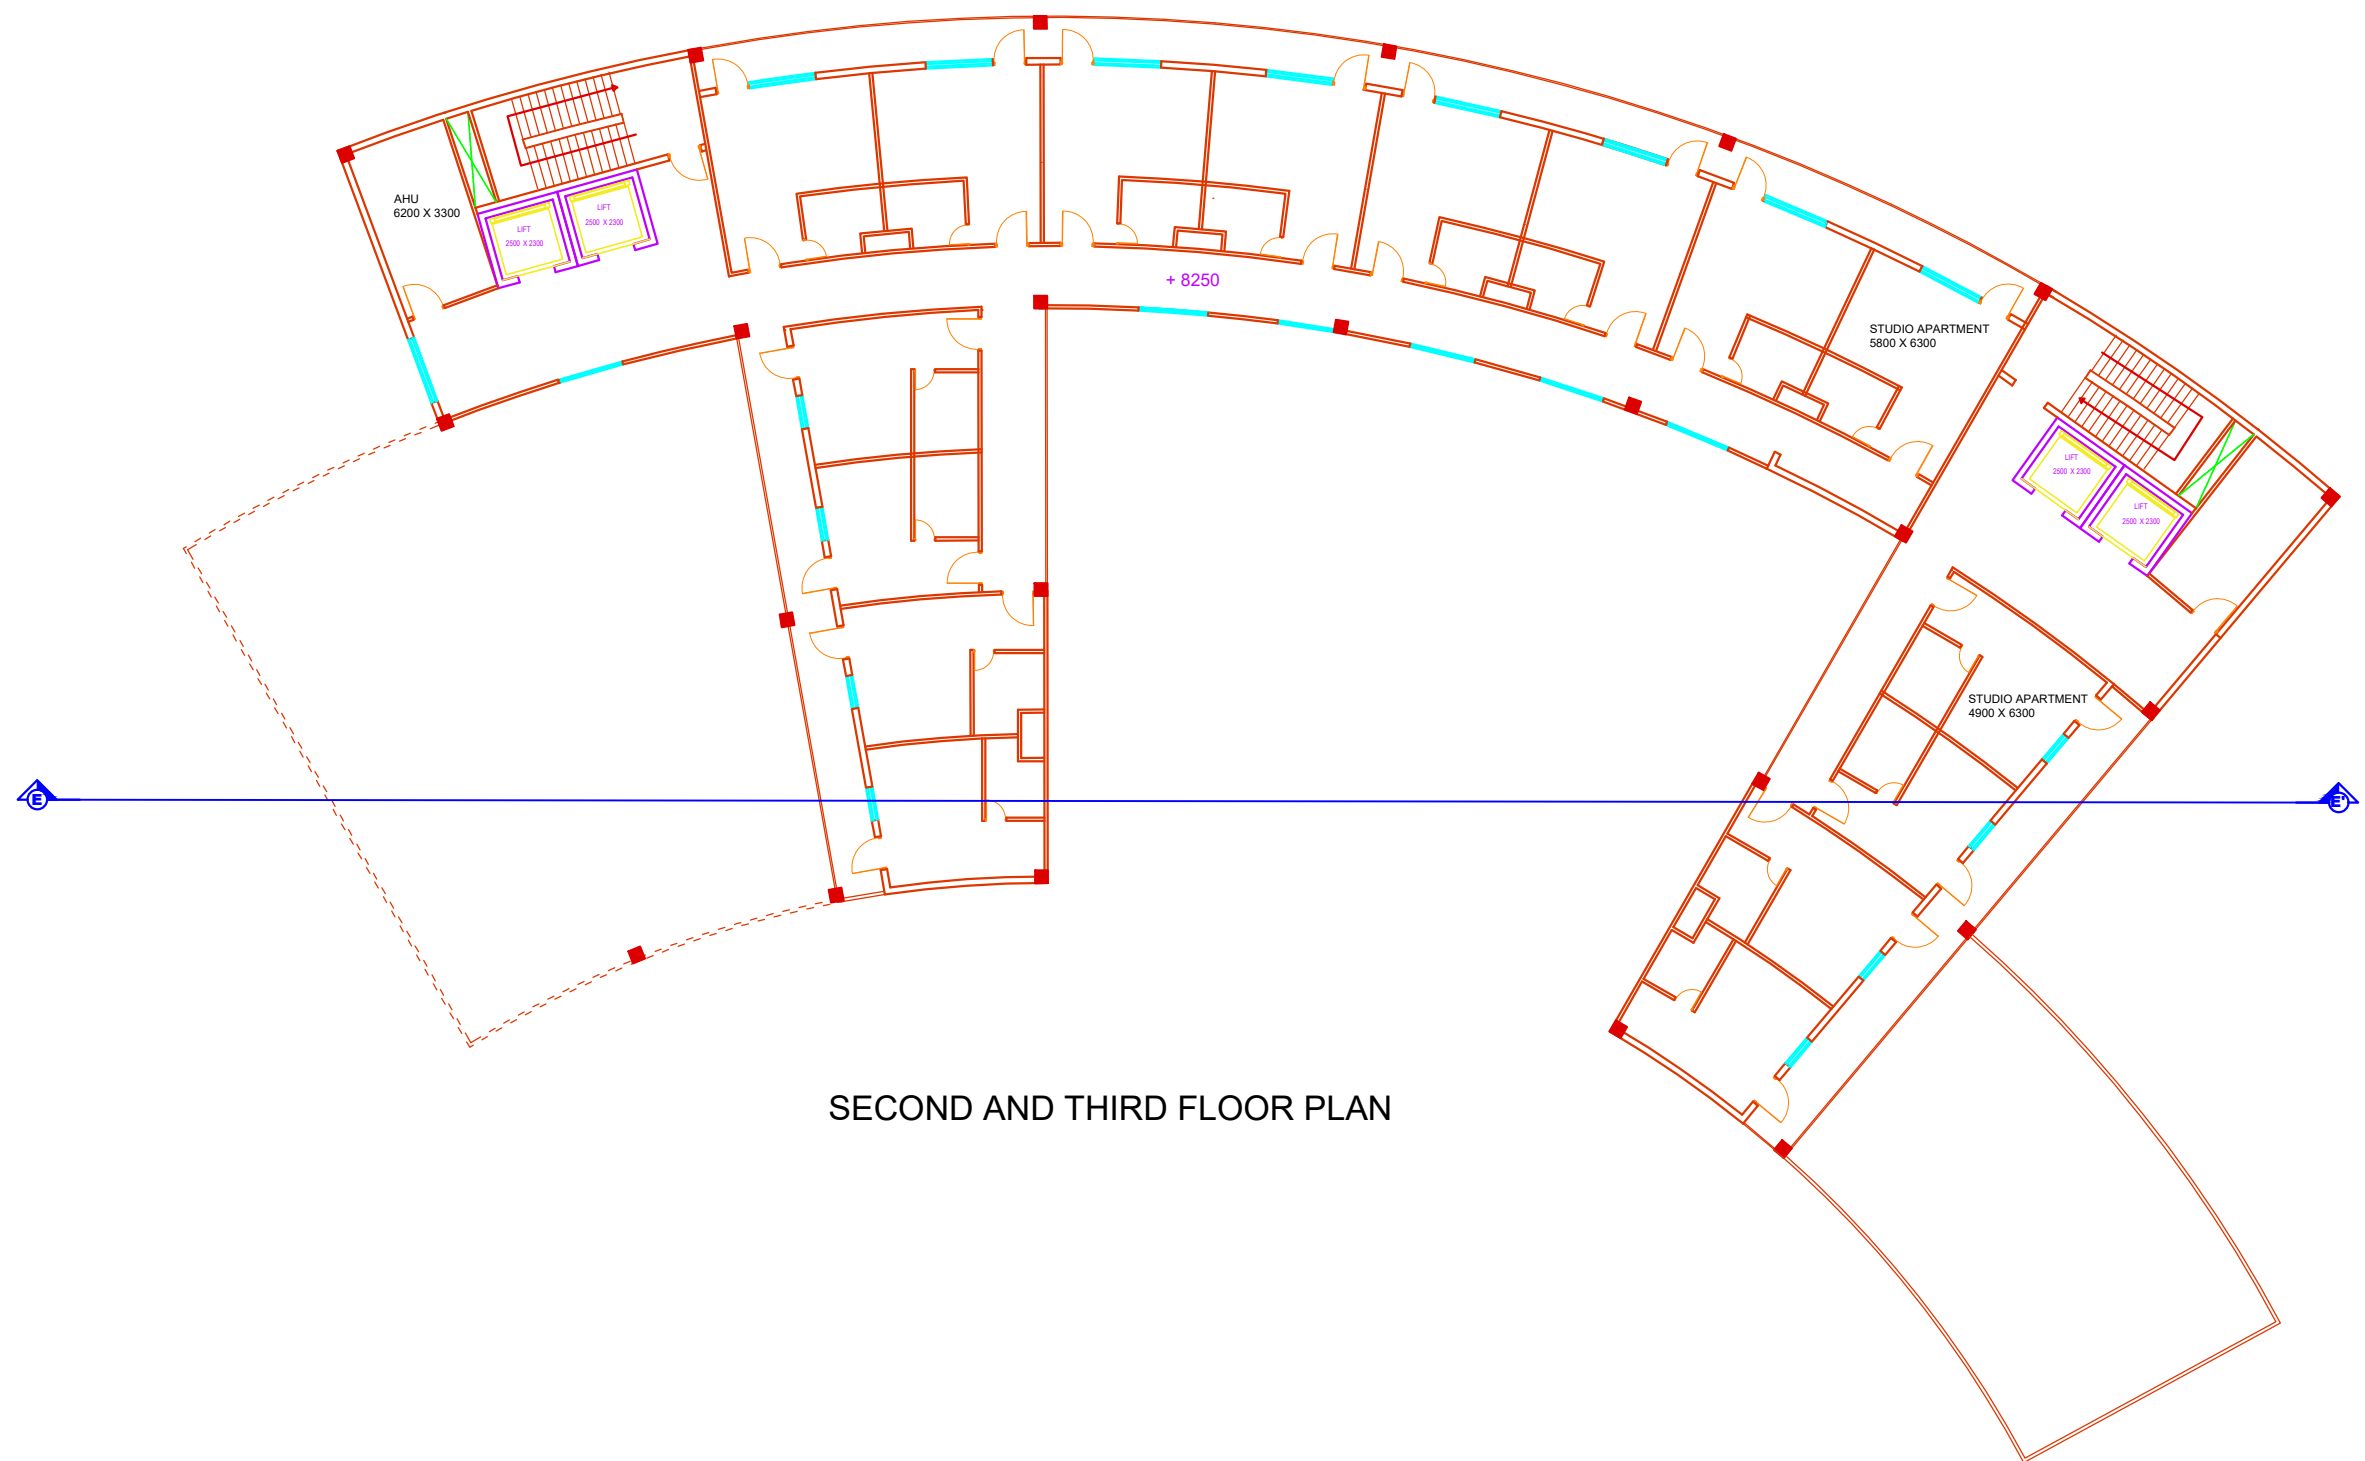 AHU
6200 X 3300
LIFT
2500 X 2300
LIFT
2500 X 2300
+ 8250
STUDIO APARTMENT
5800 X 6300
LIFT
2500 X 2300
LIFT
2500 X 2300
STUDIO APARTMENT
4900 X 6300
E
E'
SECOND AND THIRD FLOOR PLAN